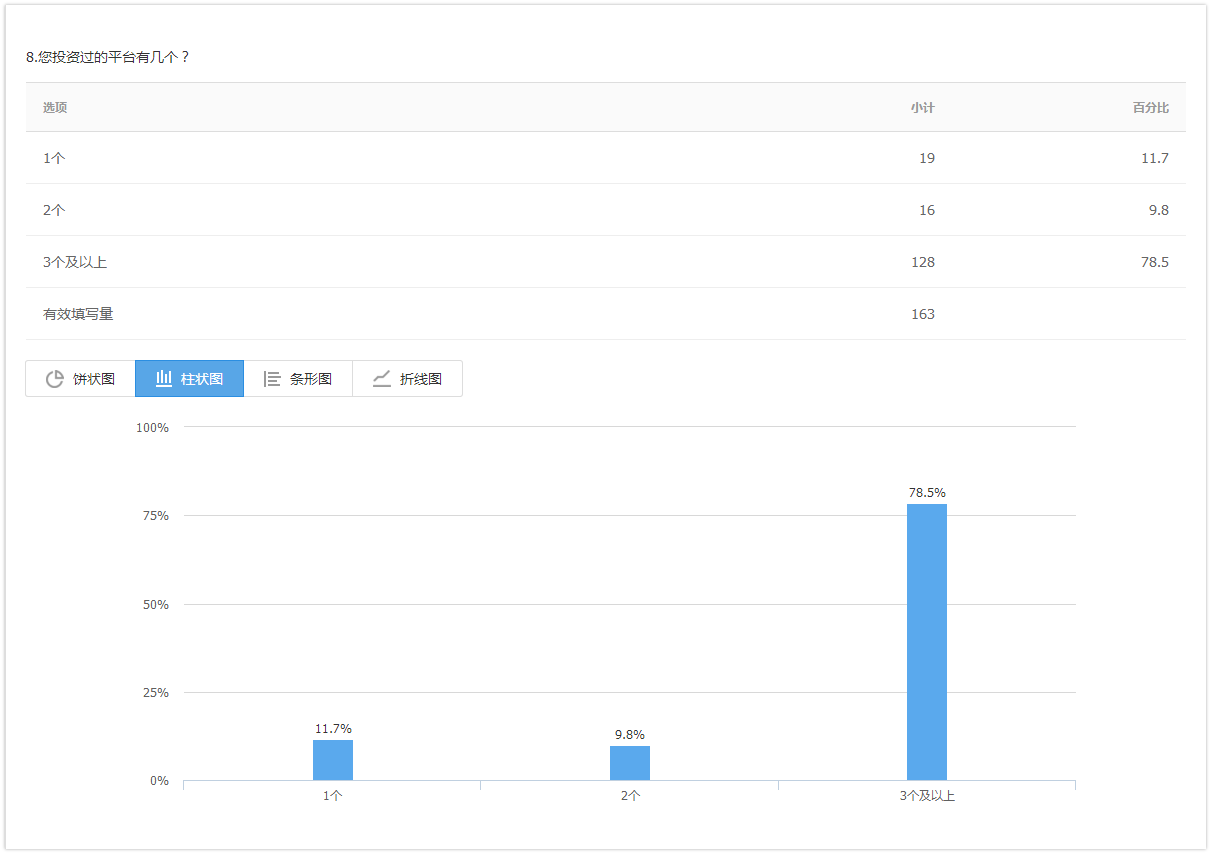 8.您投资过的平台有几个？
选项 小计 百分比
1个 19 11.7
2个 16 9.8
3个及以上 128 78.5
有效填写量 163
饼状图 柱状图 条形图 折线图
100%
78.5%
75%
50%
25%
11.7%
9.8%
0%
1个 2个 3个及以上